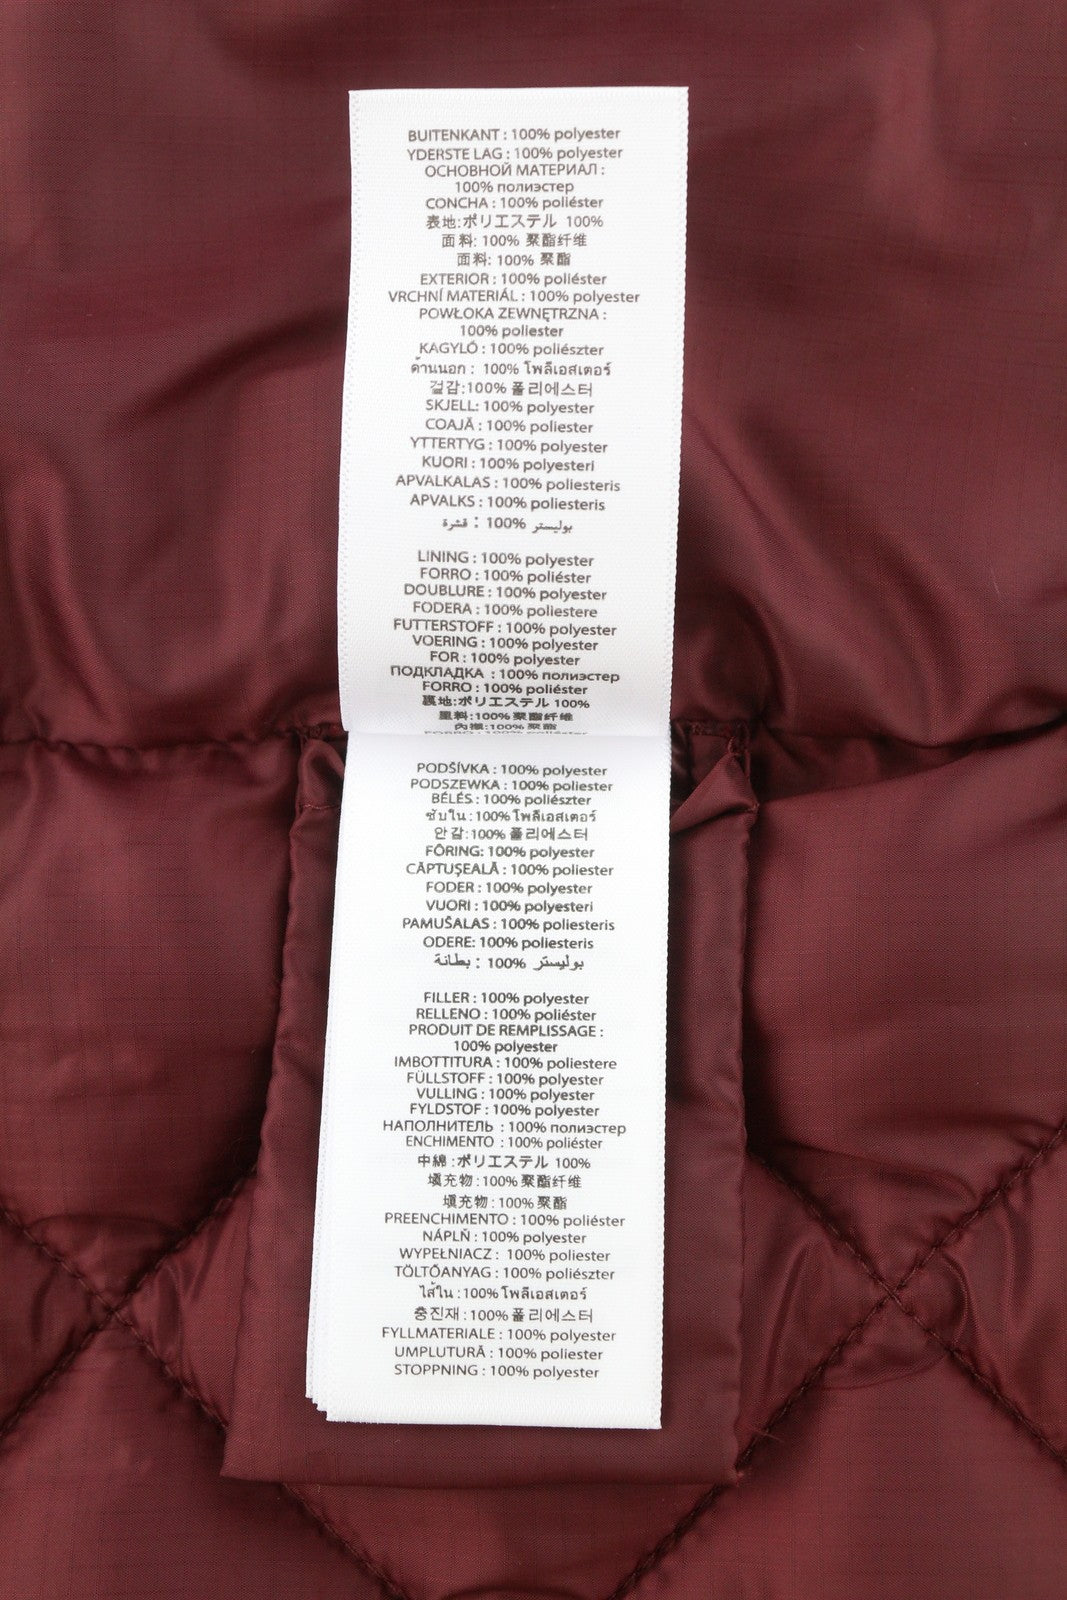 BUITENKANT : 100% polyester
YDERSTE LAG : 100% polyester
ОСНОВНОЙ МАТЕРИАЛ :
100% полиэстер
CONCHA : 100% poliéster
表地:ポリエステル 100%
面料: 100% 聚酯纤维
面料: 100% 聚酯
EXTERIOR : 100% poliéster
VRCHNÍ MATERIÁL : 100% polyester
POWŁOKA ZEWNĘTRZNA :
100% poliester
KAGYLÓ : 100% poliészter
ด้านนอก : 100% โพลีเอสเตอร์
겉감:100% 폴리에스터
SKJELL: 100% polyester
COAJĂ : 100% poliester
YTTERTYG : 100% polyester
KUORI : 100% polyesteri
APVALKALAS : 100% poliesteris
APVALKS : 100% poliesteris
بوليستر %100 : قشرة
LINING : 100% polyester
FORRO : 100% poliéster
DOUBLURE : 100% polyester
FODERA : 100% poliestere
FUTTERSTOFF : 100% polyester
VOERING : 100% polyester
FOR : 100% polyester
ПОДКЛАДКА : 100% полиэстер
FORRO : 100% poliéster
裏地:ポリエステル 100%
里料:100% 聚酯纤维
內襯:100% 聚酯
PODŠÍVKA : 100% polyester
PODSZEWKA : 100% poliester
BÉLÉS : 100% poliészter
ซับใน : 100% โพลีเอสเตอร์
안감:100% 폴리에스터
FÔRING: 100% polyester
CĂPTUŞEALĂ : 100% poliester
FODER : 100% polyester
VUORI : 100% polyesteri
PAMUŠALAS : 100% poliesteris
ODERE: 100% poliesteris
بوليستر %100 : بطانة
FILLER : 100% polyester
RELLENO : 100% poliéster
PRODUIT DE REMPLISSAGE :
100% polyester
IMBOTTITURA : 100% poliestere
FÜLLSTOFF : 100% polyester
VULLING : 100% polyester
FYLDSTOF : 100% polyester
НАПОЛНИТЕЛЬ : 100% полиэстер
ENCHIMENTO : 100% poliéster
中綿 :ポリエステル 100%
填充物 : 100% 聚酯纤维
填充物 : 100% 聚酯
PREENCHIMENTO : 100% poliéster
NÁPLŇ : 100% polyester
WYPEŁNIACZ : 100% poliester
TÖLTŐANYAG : 100% poliészter
ไส้ใน : 100% โพลีเอสเตอร์
충진재 : 100% 폴리에스터
FYLLMATERIALE : 100% polyester
UMPLUTURĂ : 100% poliester
STOPPNING : 100% polyester